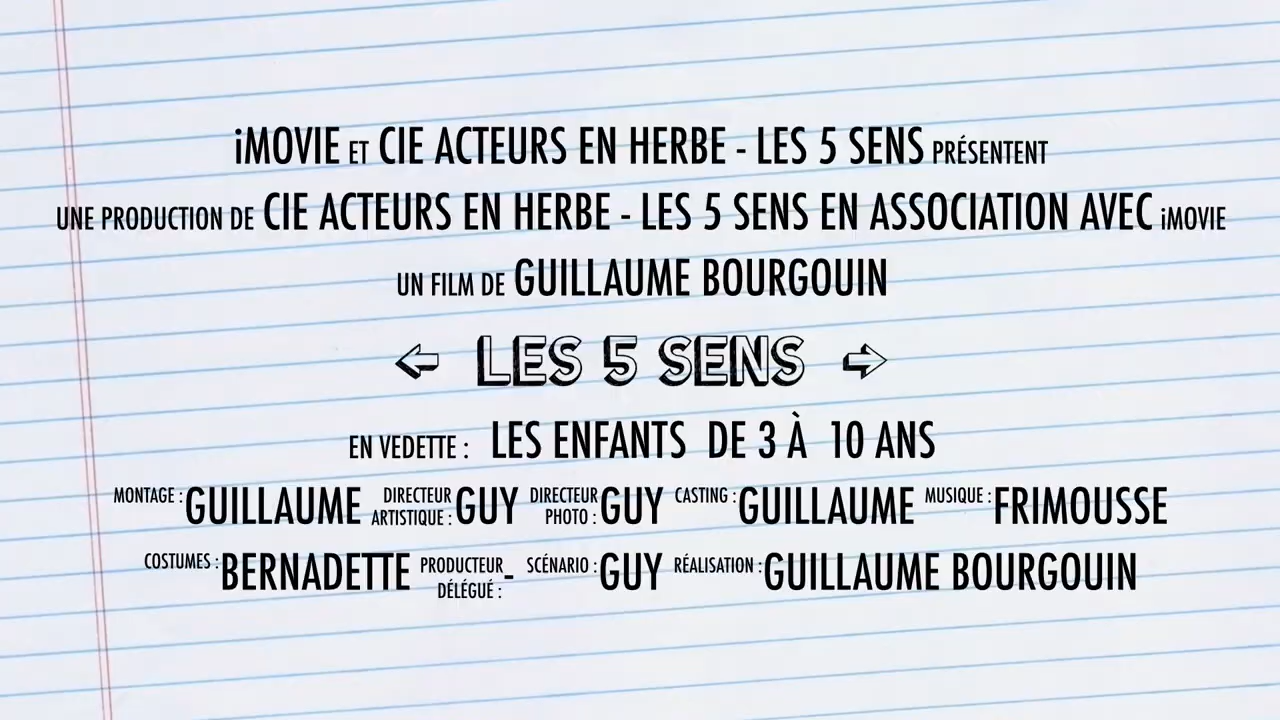 iMOVIE ET CIE ACTEURS EN HERBE - LES 5 SENS PRÉSENTENT
UNE PRODUCTION DE CIE ACTEURS EN HERBE - LES 5 SENS EN ASSOCIATION AVEC iMOVIE
UN FILM DE GUILLAUME BOURGOUIN
LES 5 SENS
EN VEDETTE : LES ENFANTS DE 3 À 10 ANS
MONTAGE : GUILLAUME DIRECTEUR ARTISTIQUE : GUY DIRECTEUR PHOTO : GUY CASTING : GUILLAUME MUSIQUE : FRIMOUSSE
COSTUMES : BERNADETTE PRODUCTEUR DÉLÉGUÉ : - SCÉNARIO : GUY RÉALISATION : GUILLAUME BOURGOUIN